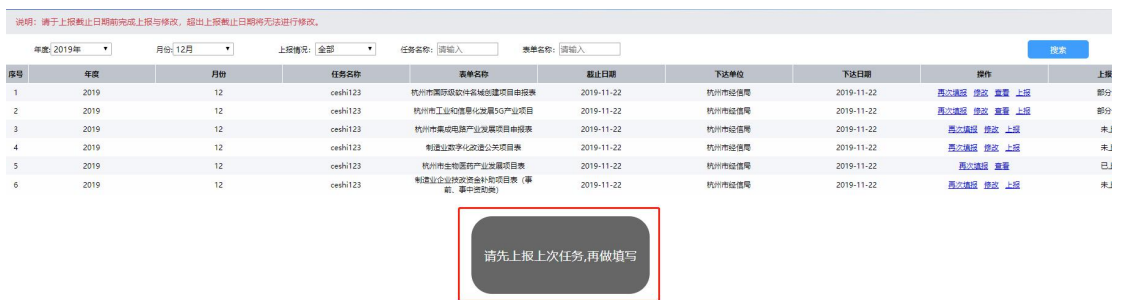 说明：请于上报截止日期前完成上报与修改，超出上报截止日期将无法进行修改。
年度: 2019年 月份: 12月 上报情况: 全部 任务名称: 请输入 表单名称: 请输入 搜索
序号 年度 月份 任务名称 表单名称 截止日期 下达单位 下达日期 操作 上报
1 2019 12 ceshi123 杭州市国际级软件名城创建项目申报表 2019-11-22 杭州市经信局 2019-11-22 再次填报 修改 查看 上报 部分
2 2019 12 ceshi123 杭州市工业和信息化发展5G产业项目 2019-11-22 杭州市经信局 2019-11-22 再次填报 修改 查看 上报 部分
3 2019 12 ceshi123 杭州市集成电路产业发展项目申报表 2019-11-22 杭州市经信局 2019-11-22 再次填报 修改 上报 未上
4 2019 12 ceshi123 制造业数字化改造公关项目表 2019-11-22 杭州市经信局 2019-11-22 再次填报 修改 上报 未上
5 2019 12 ceshi123 杭州市生物医药产业发展项目表 2019-11-22 杭州市经信局 2019-11-22 再次填报 查看 已上
6 2019 12 ceshi123 制造业企业技改资金补助项目表（事 2019-11-22 杭州市经信局 2019-11-22 再次填报 修改 上报 未上
前、事中资助类）
请先上报上次任务,再做填写